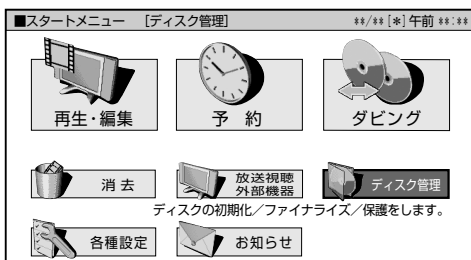 ■スタートメニュー　[ディスク管理]　**/**[*]午前**:**
再生・編集　予　約　ダビング
消 去　放送視聴　ディスク管理
外部機器
ディスクの初期化／ファイナライズ／保護をします。
各種設定　お知らせ